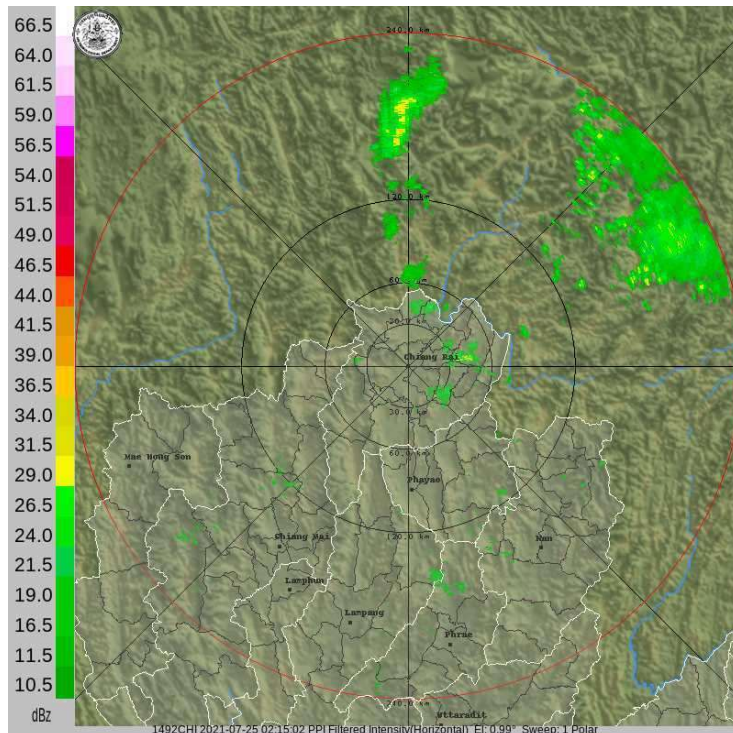 66.5
64.0
61.5
59.0
56.5
54.0
51.5
49.0
46.5
44.0
41.5
39.0
36.5
34.0
31.5
29.0
26.5
24.0
21.5
19.0
16.5
11.5
10.5
dBz
240.0 km
120.0 km
60.0 km
30.0 km
Chiang Rai
30.0 km
60.0 km
Mae Hong Son
Phayao
120.0 km
Chiang Mai
Nan
Lamphun
Lampang
Phrae
240.0 km
Uttaradit
1492CHI 2021-07-25 02:15:02 PPI Filtered Intensity(Horizontal) El: 0.99° Sweep: 1 Polar